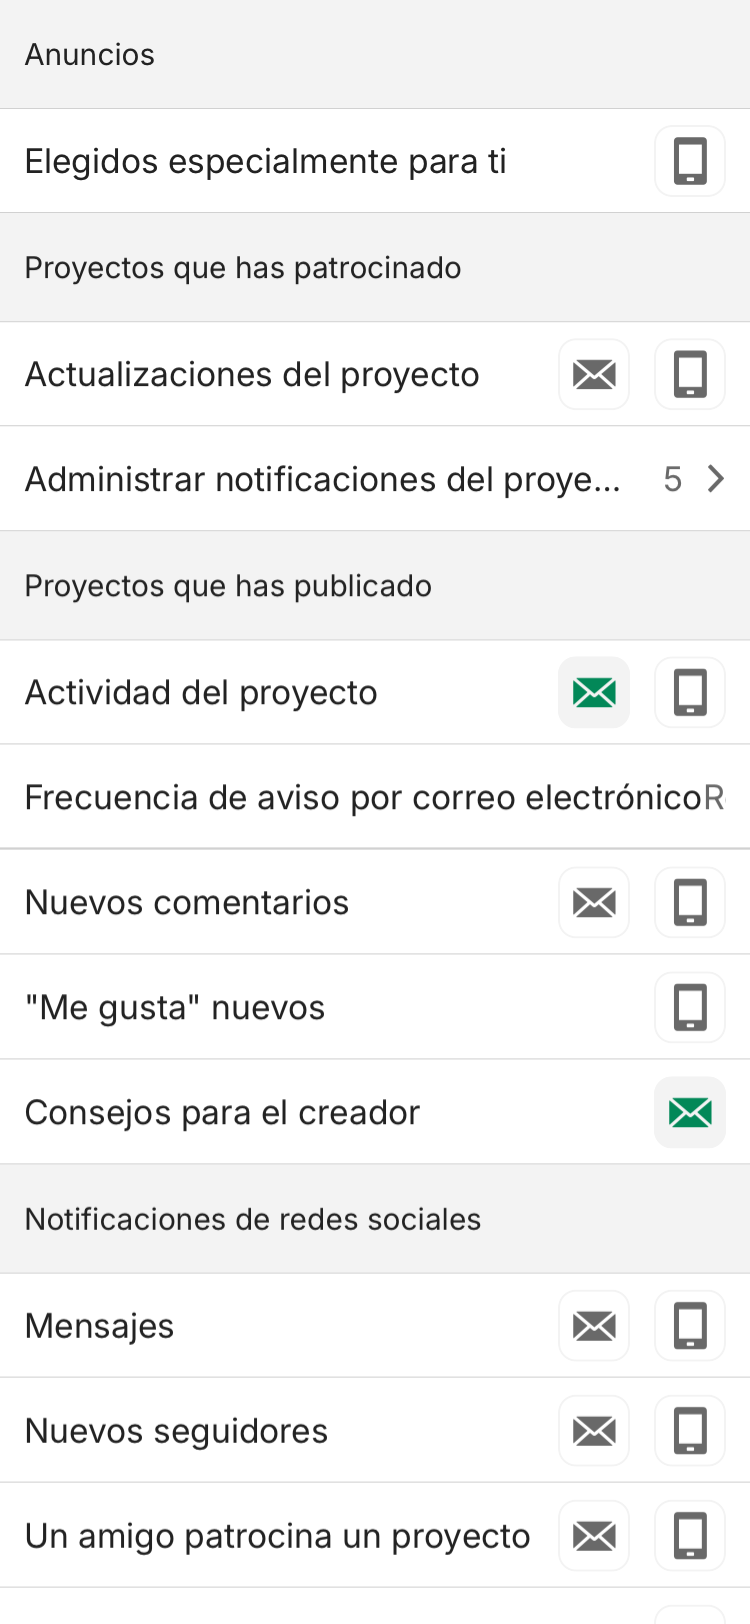 Anuncios
Elegidos especialmente para ti
Proyectos que has patrocinado
Actualizaciones del proyecto
Administrar notificaciones del proye... 5
Proyectos que has publicado
Actividad del proyecto
Frecuencia de aviso por correo electrónico
Nuevos comentarios
"Me gusta" nuevos
Consejos para el creador
Notificaciones de redes sociales
Mensajes
Nuevos seguidores
Un amigo patrocina un proyecto